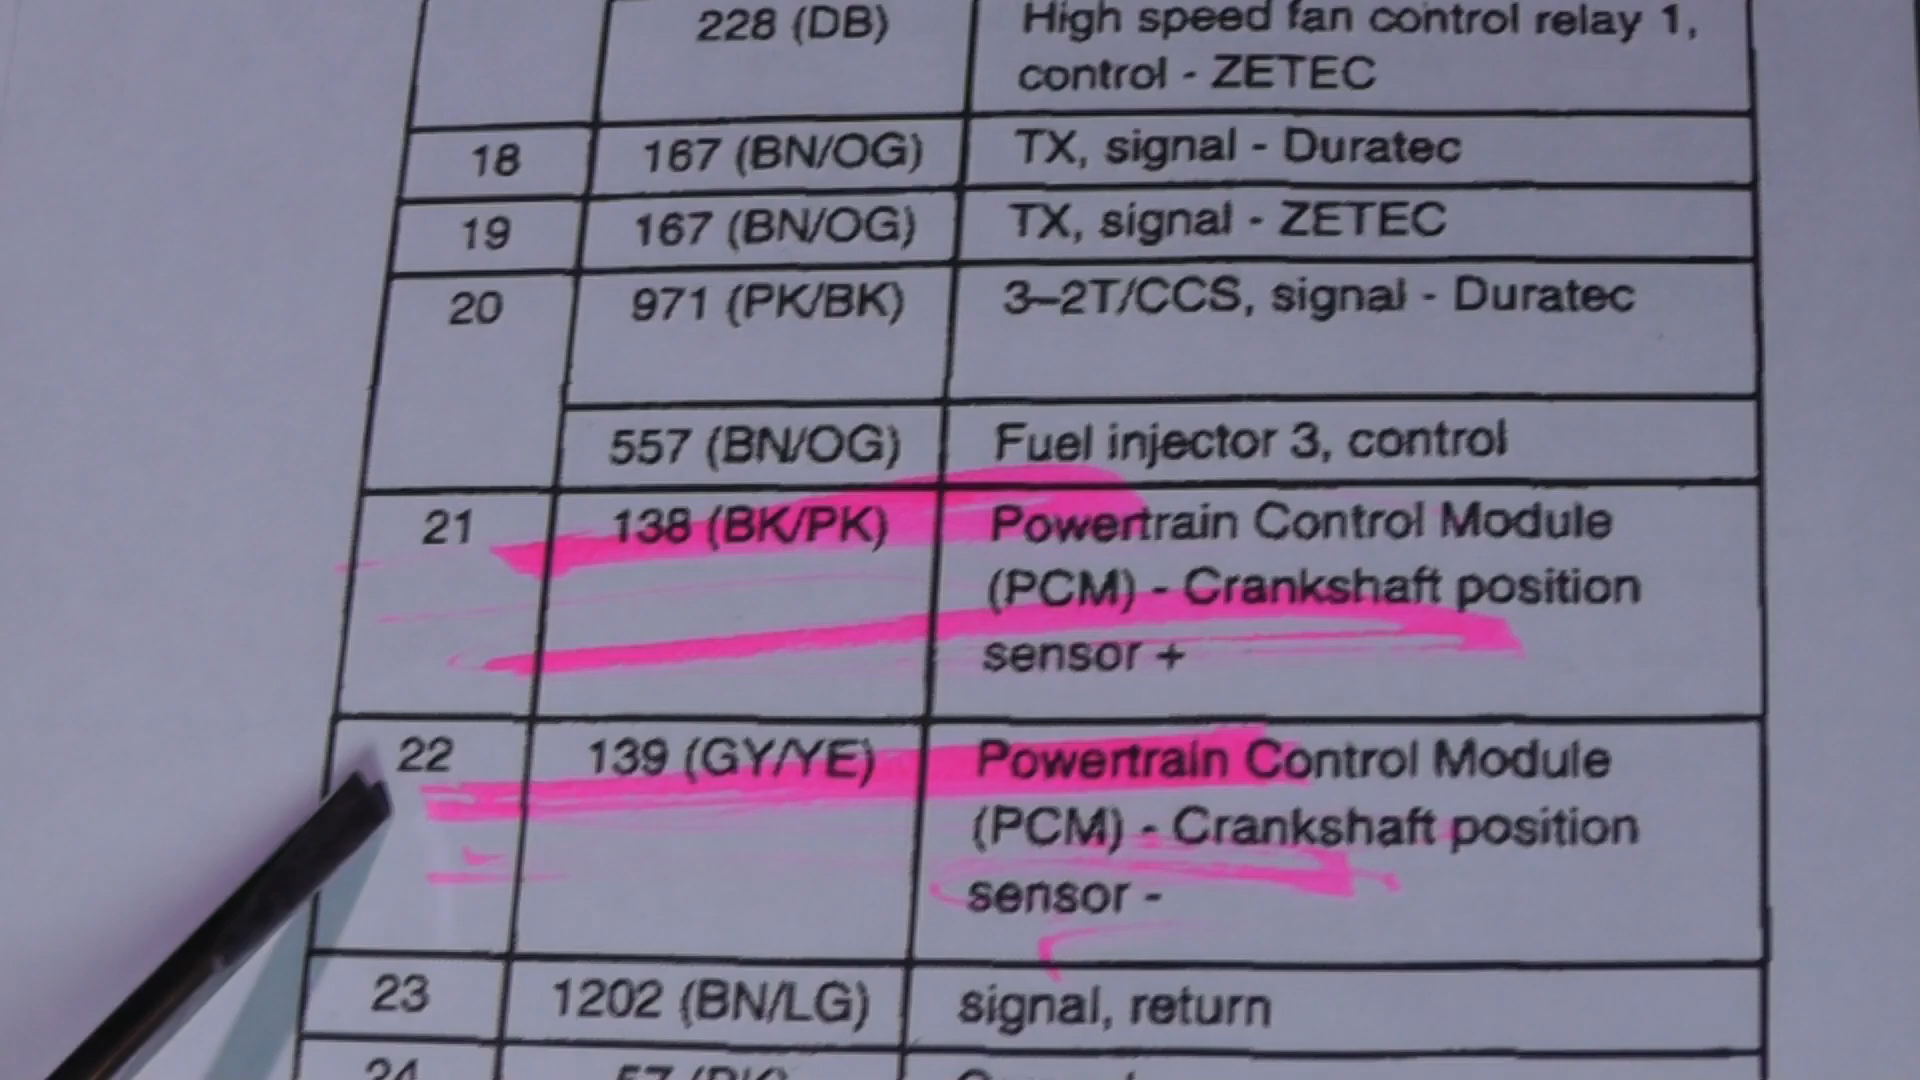 228 (DB) High speed fan control relay 1,
control - ZETEC
18 167 (BN/OG) TX, signal - Duratec
19 167 (BN/OG) TX, signal - ZETEC
20 971 (PK/BK) 3–2T/CCS, signal - Duratec
557 (BN/OG) Fuel injector 3, control
21 138 (BK/PK) Powertrain Control Module
(PCM) - Crankshaft position
sensor +
22 139 (GY/YE) Powertrain Control Module
(PCM) - Crankshaft position
sensor -
23 1202 (BN/LG) signal, return
24 57